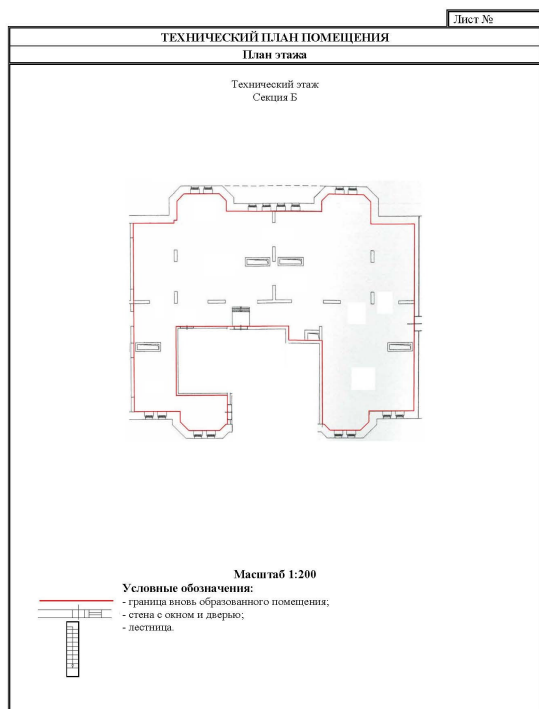 Лист №
ТЕХНИЧЕСКИЙ ПЛАН ПОМЕЩЕНИЯ
План этажа
Технический этаж
Секция Б
Масштаб 1:200
Условные обозначения:
- граница вновь образованного помещения;
- стена с окном и дверью;
- лестница.